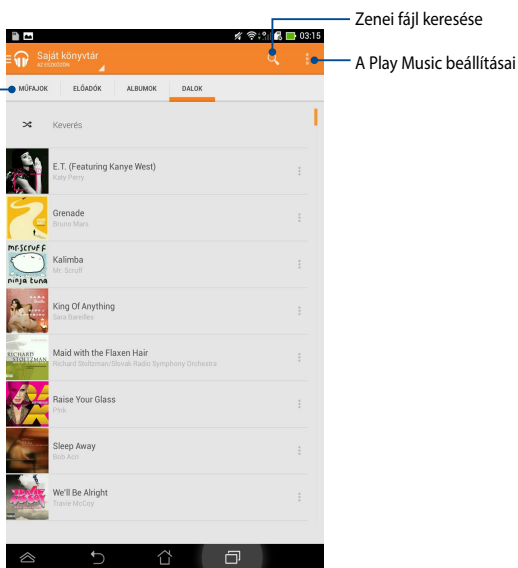 Zenei fájl keresése
03:15
Saját könyvtár
AZ ESZKÖZÖN
A Play Music beállításai
MŰFAJOK ELŐADÓK ALBUMOK DALOK
Keverés
E.T. (Featuring Kanye West)
Katy Perry
Grenade
Bruno Mars
mr.scruff
ninja tuna
Kalimba
Mr. Scruff
King Of Anything
Sara Bareilles
RICHARD
STOLTZMAN
Maid with the Flaxen Hair
Richard Stoltzman/Slovak Radio Symphony Orchestra
Raise Your Glass
P!nk
Sleep Away
Bob Acri
We'll Be Alright
Travie McCoy